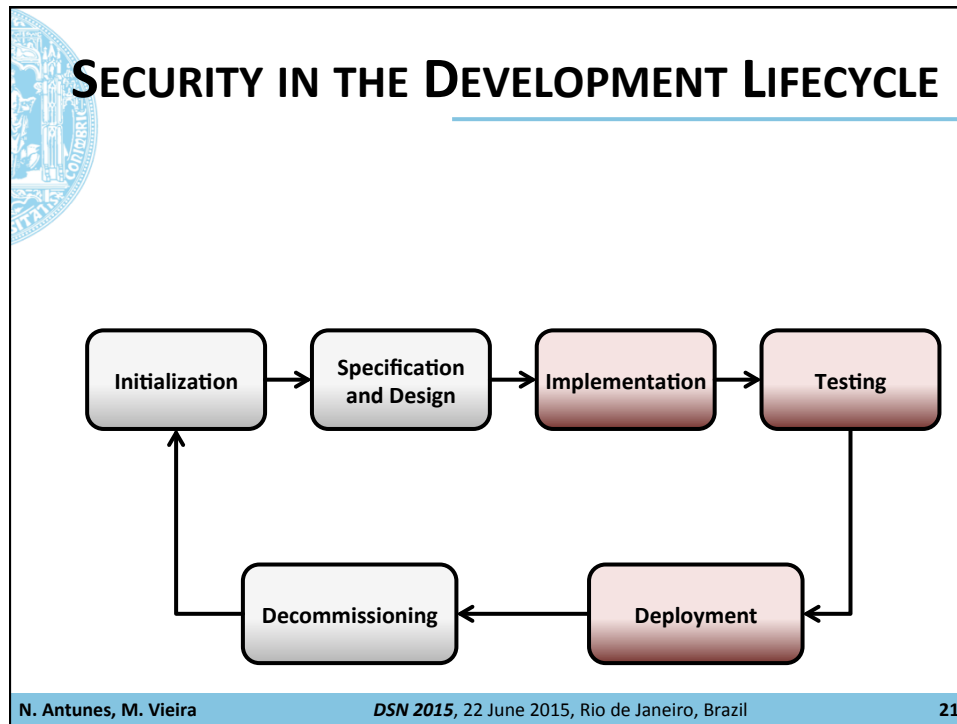 SECURITY IN THE DEVELOPMENT LIFECYCLE
Initialization
Specification
and Design
Implementation
Testing
Decommissioning
Deployment
N. Antunes, M. Vieira
DSN 2015, 22 June 2015, Rio de Janeiro, Brazil
21